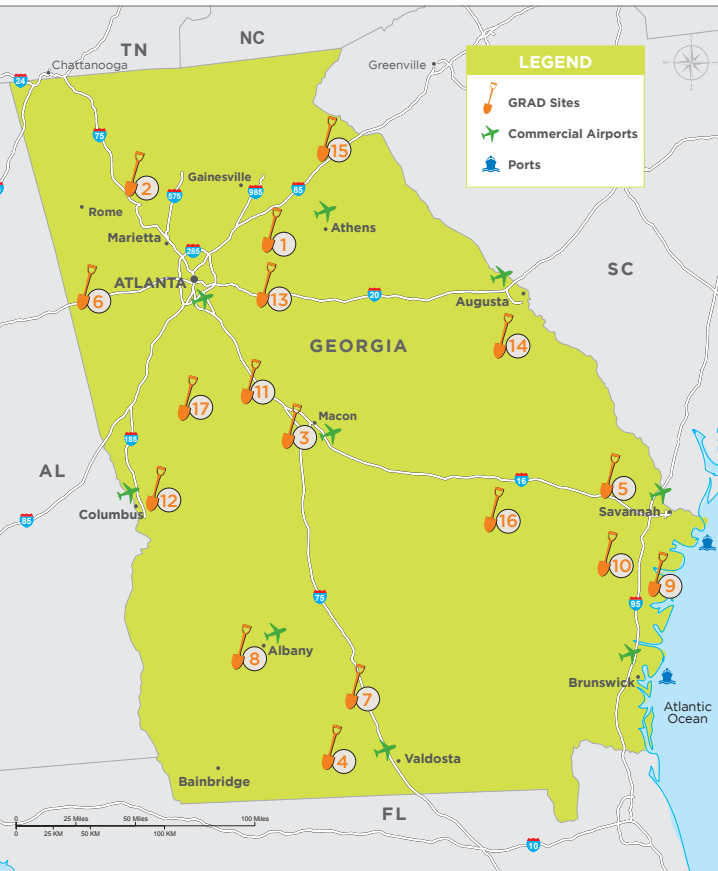 TN
NC
Chattanooga
Greenville
LEGEND
GRAD Sites
Commercial Airports
Ports
24
75
15
2
Gainesville
575
985
85
Rome
Athens
Marietta
1
285
SC
ATLANTA
6
13
20
Augusta
GEORGIA
14
11
17
Macon
3
185
AL
16
5
12
Columbus
Savannah
85
16
10
9
75
95
8
Albany
Brunswick
7
Atlantic
Ocean
4
Valdosta
Bainbridge
FL
0 25 Miles 50 Miles 100 Miles
0 25 KM 50 KM 100 KM
10